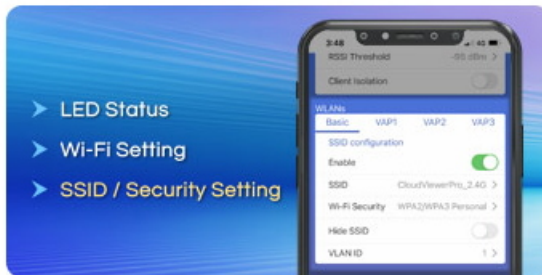 LED Status
Wi-Fi Setting
SSID / Security Setting
3:48
4G
RSSI Threshold -95 dBm >
Client Isolation
WLANs
Basic VAP1 VAP2 VAP3
SSID configuration
Enable
SSID CloudViewerPro_2.4G >
Wi-Fi Security WPA2/WPA3 Personal >
Hide SSID
VLAN ID 1 >